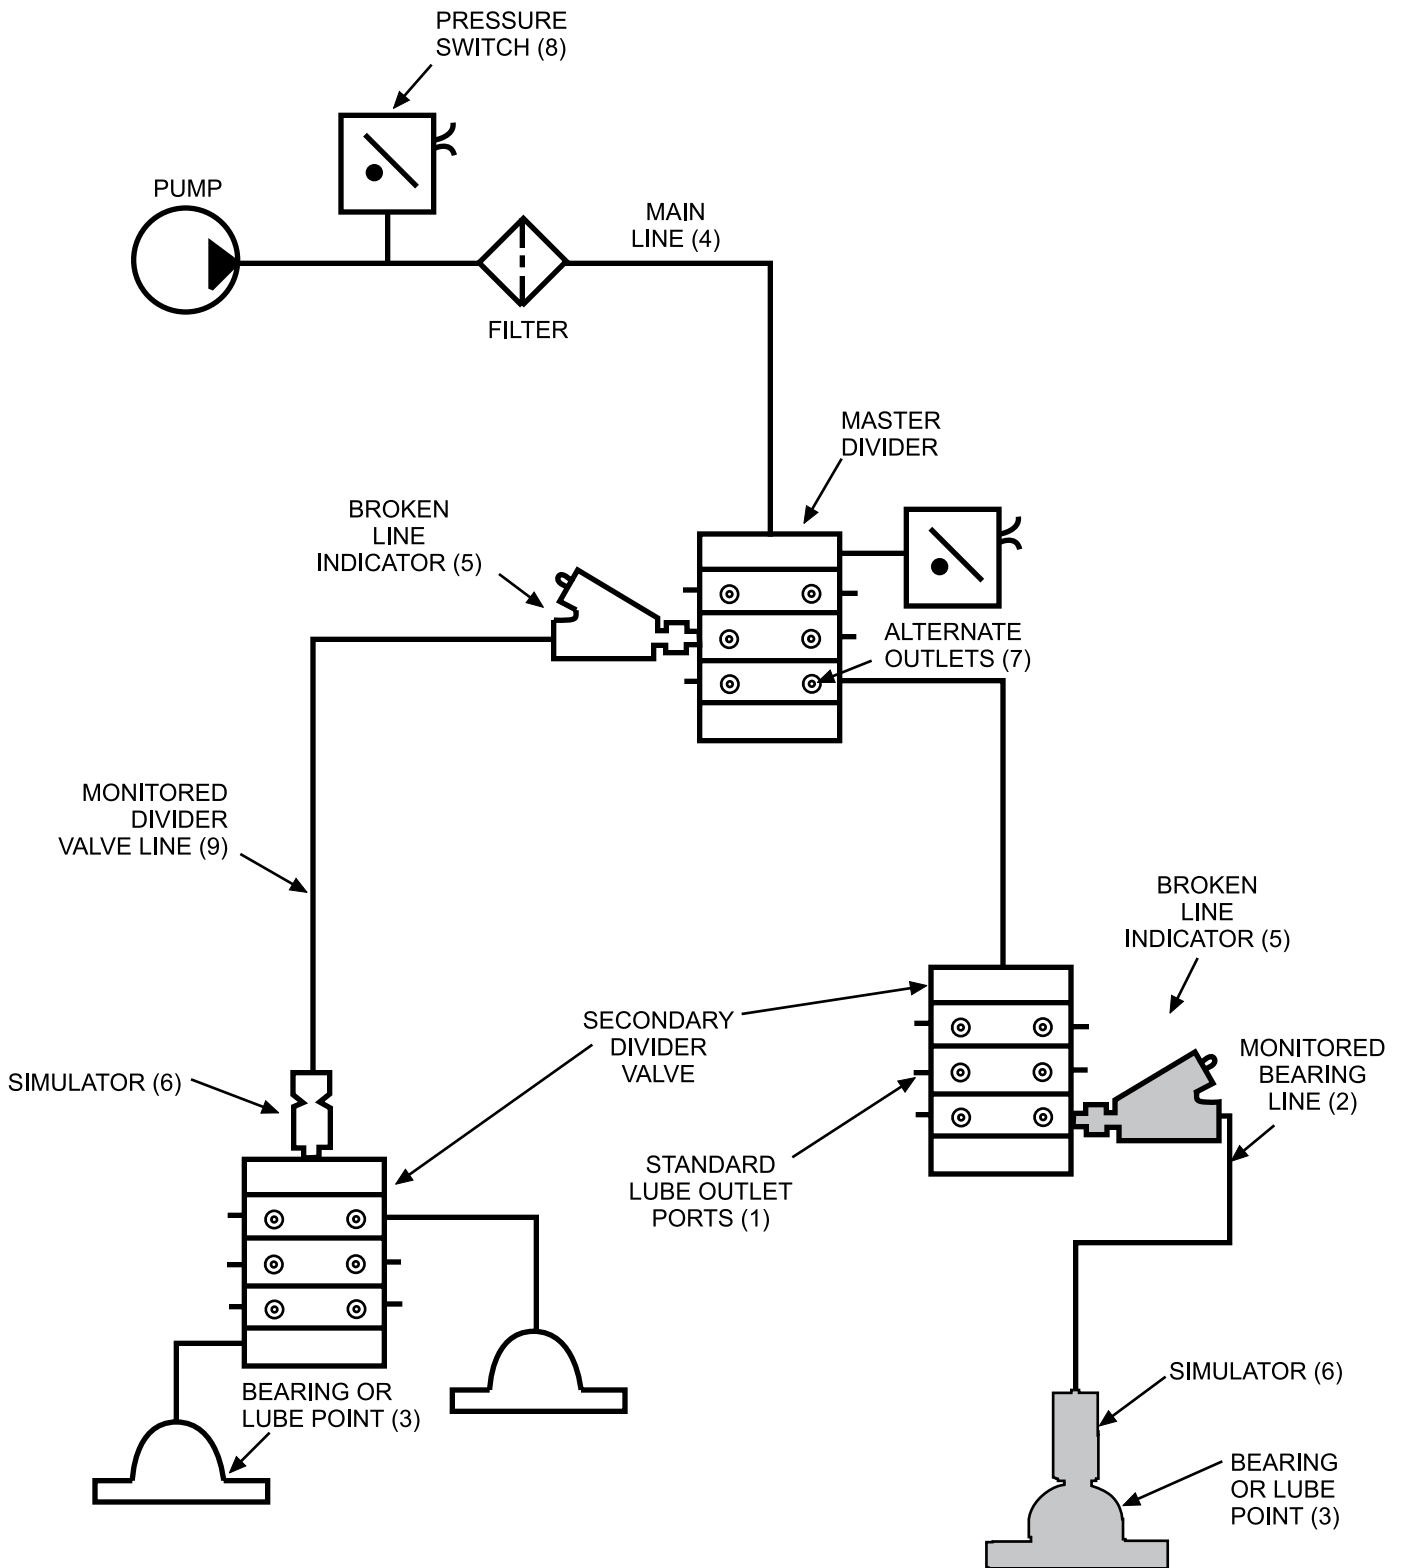 PRESSURE
SWITCH (8)
PUMP
MAIN
LINE (4)
FILTER
MASTER
DIVIDER
BROKEN
LINE
INDICATOR (5)
ALTERNATE
OUTLETS (7)
MONITORED
DIVIDER
VALVE LINE (9)
BROKEN
LINE
INDICATOR (5)
SECONDARY
DIVIDER
VALVE
MONITORED
BEARING
LINE (2)
SIMULATOR (6)
STANDARD
LUBE OUTLET
PORTS (1)
SIMULATOR (6)
BEARING OR
LUBE POINT (3)
BEARING
OR LUBE
POINT (3)